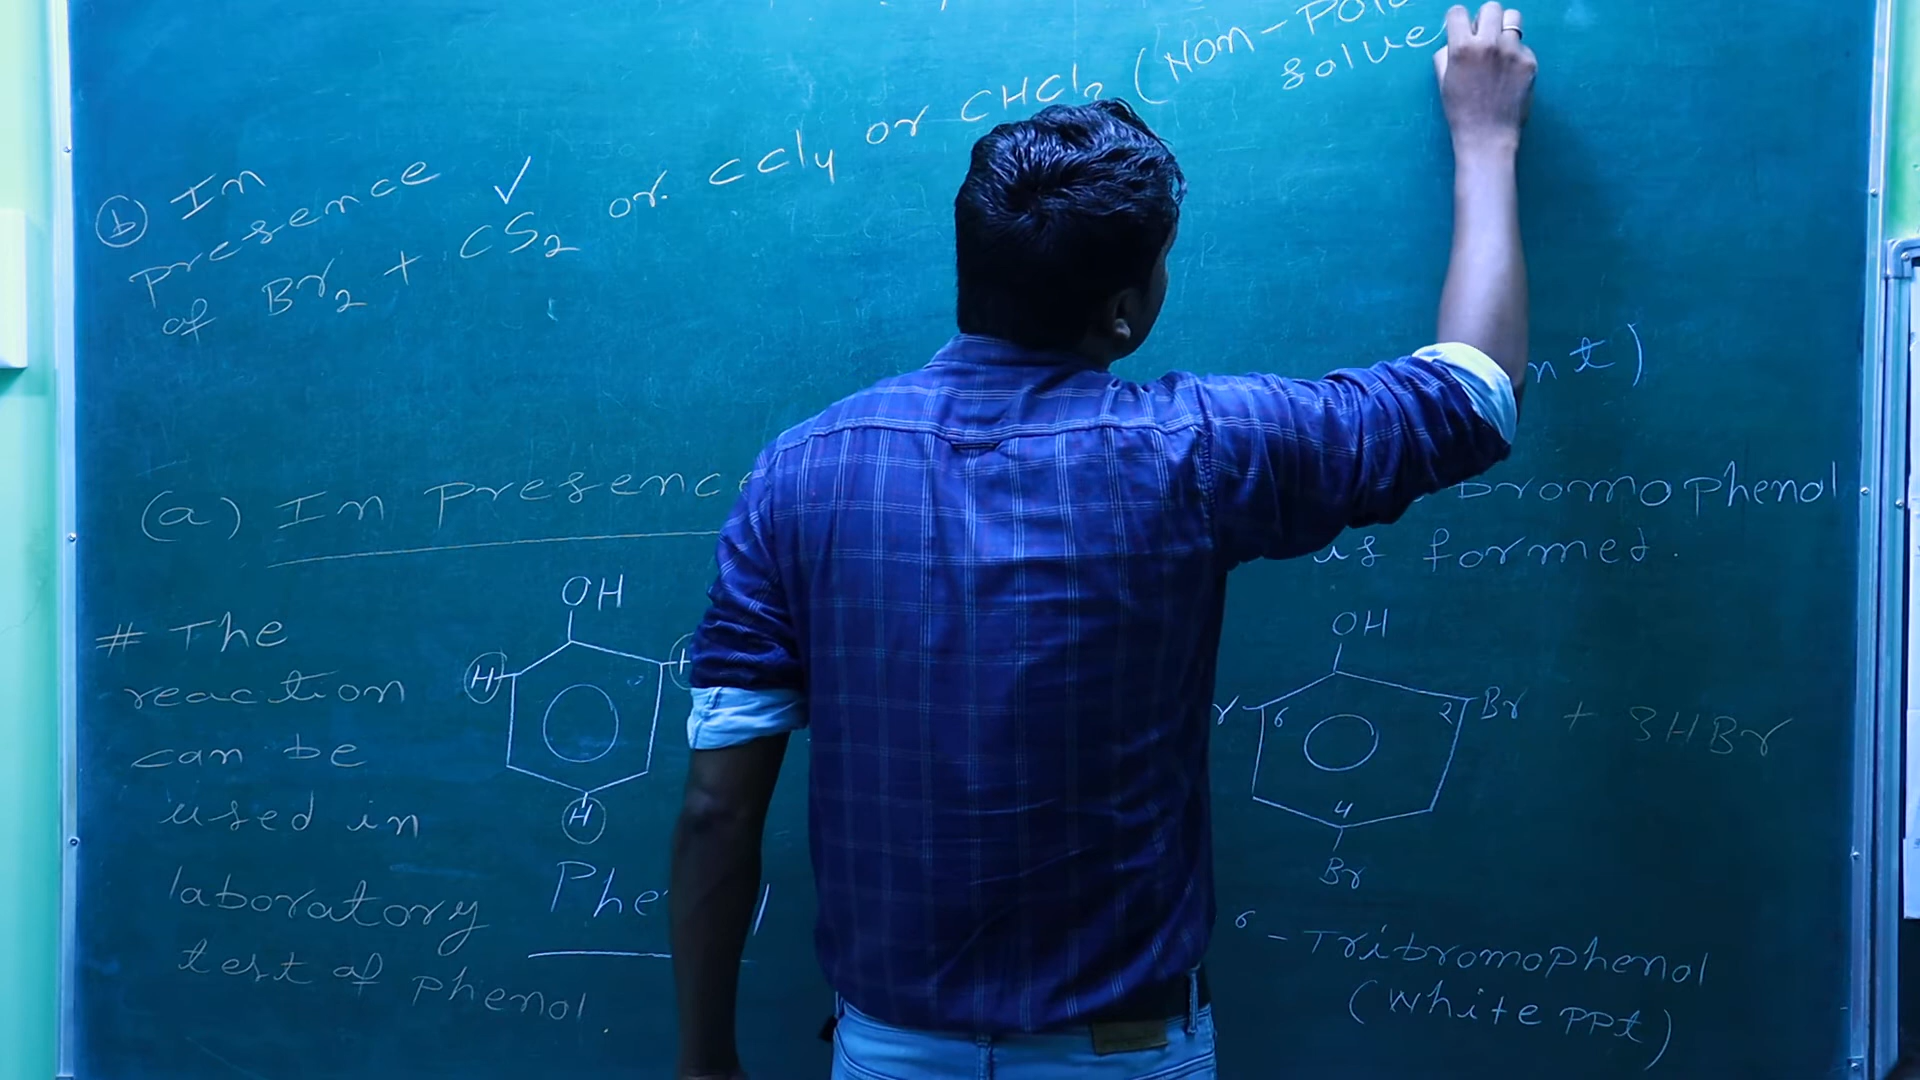 (Non-Pola
solve
b In
presence ✓
of Br2 + CS2 or. CCl4 or CHCl3
nt)
(a) In presence
bromophenol
is formed.
# The
reaction
can be
used in
laboratory
test of phenol.
OH
H
H
H
Phe l
OH
r 6 2 Br + 3HBr
4
Br
6-Tribromophenol
(White PPt)